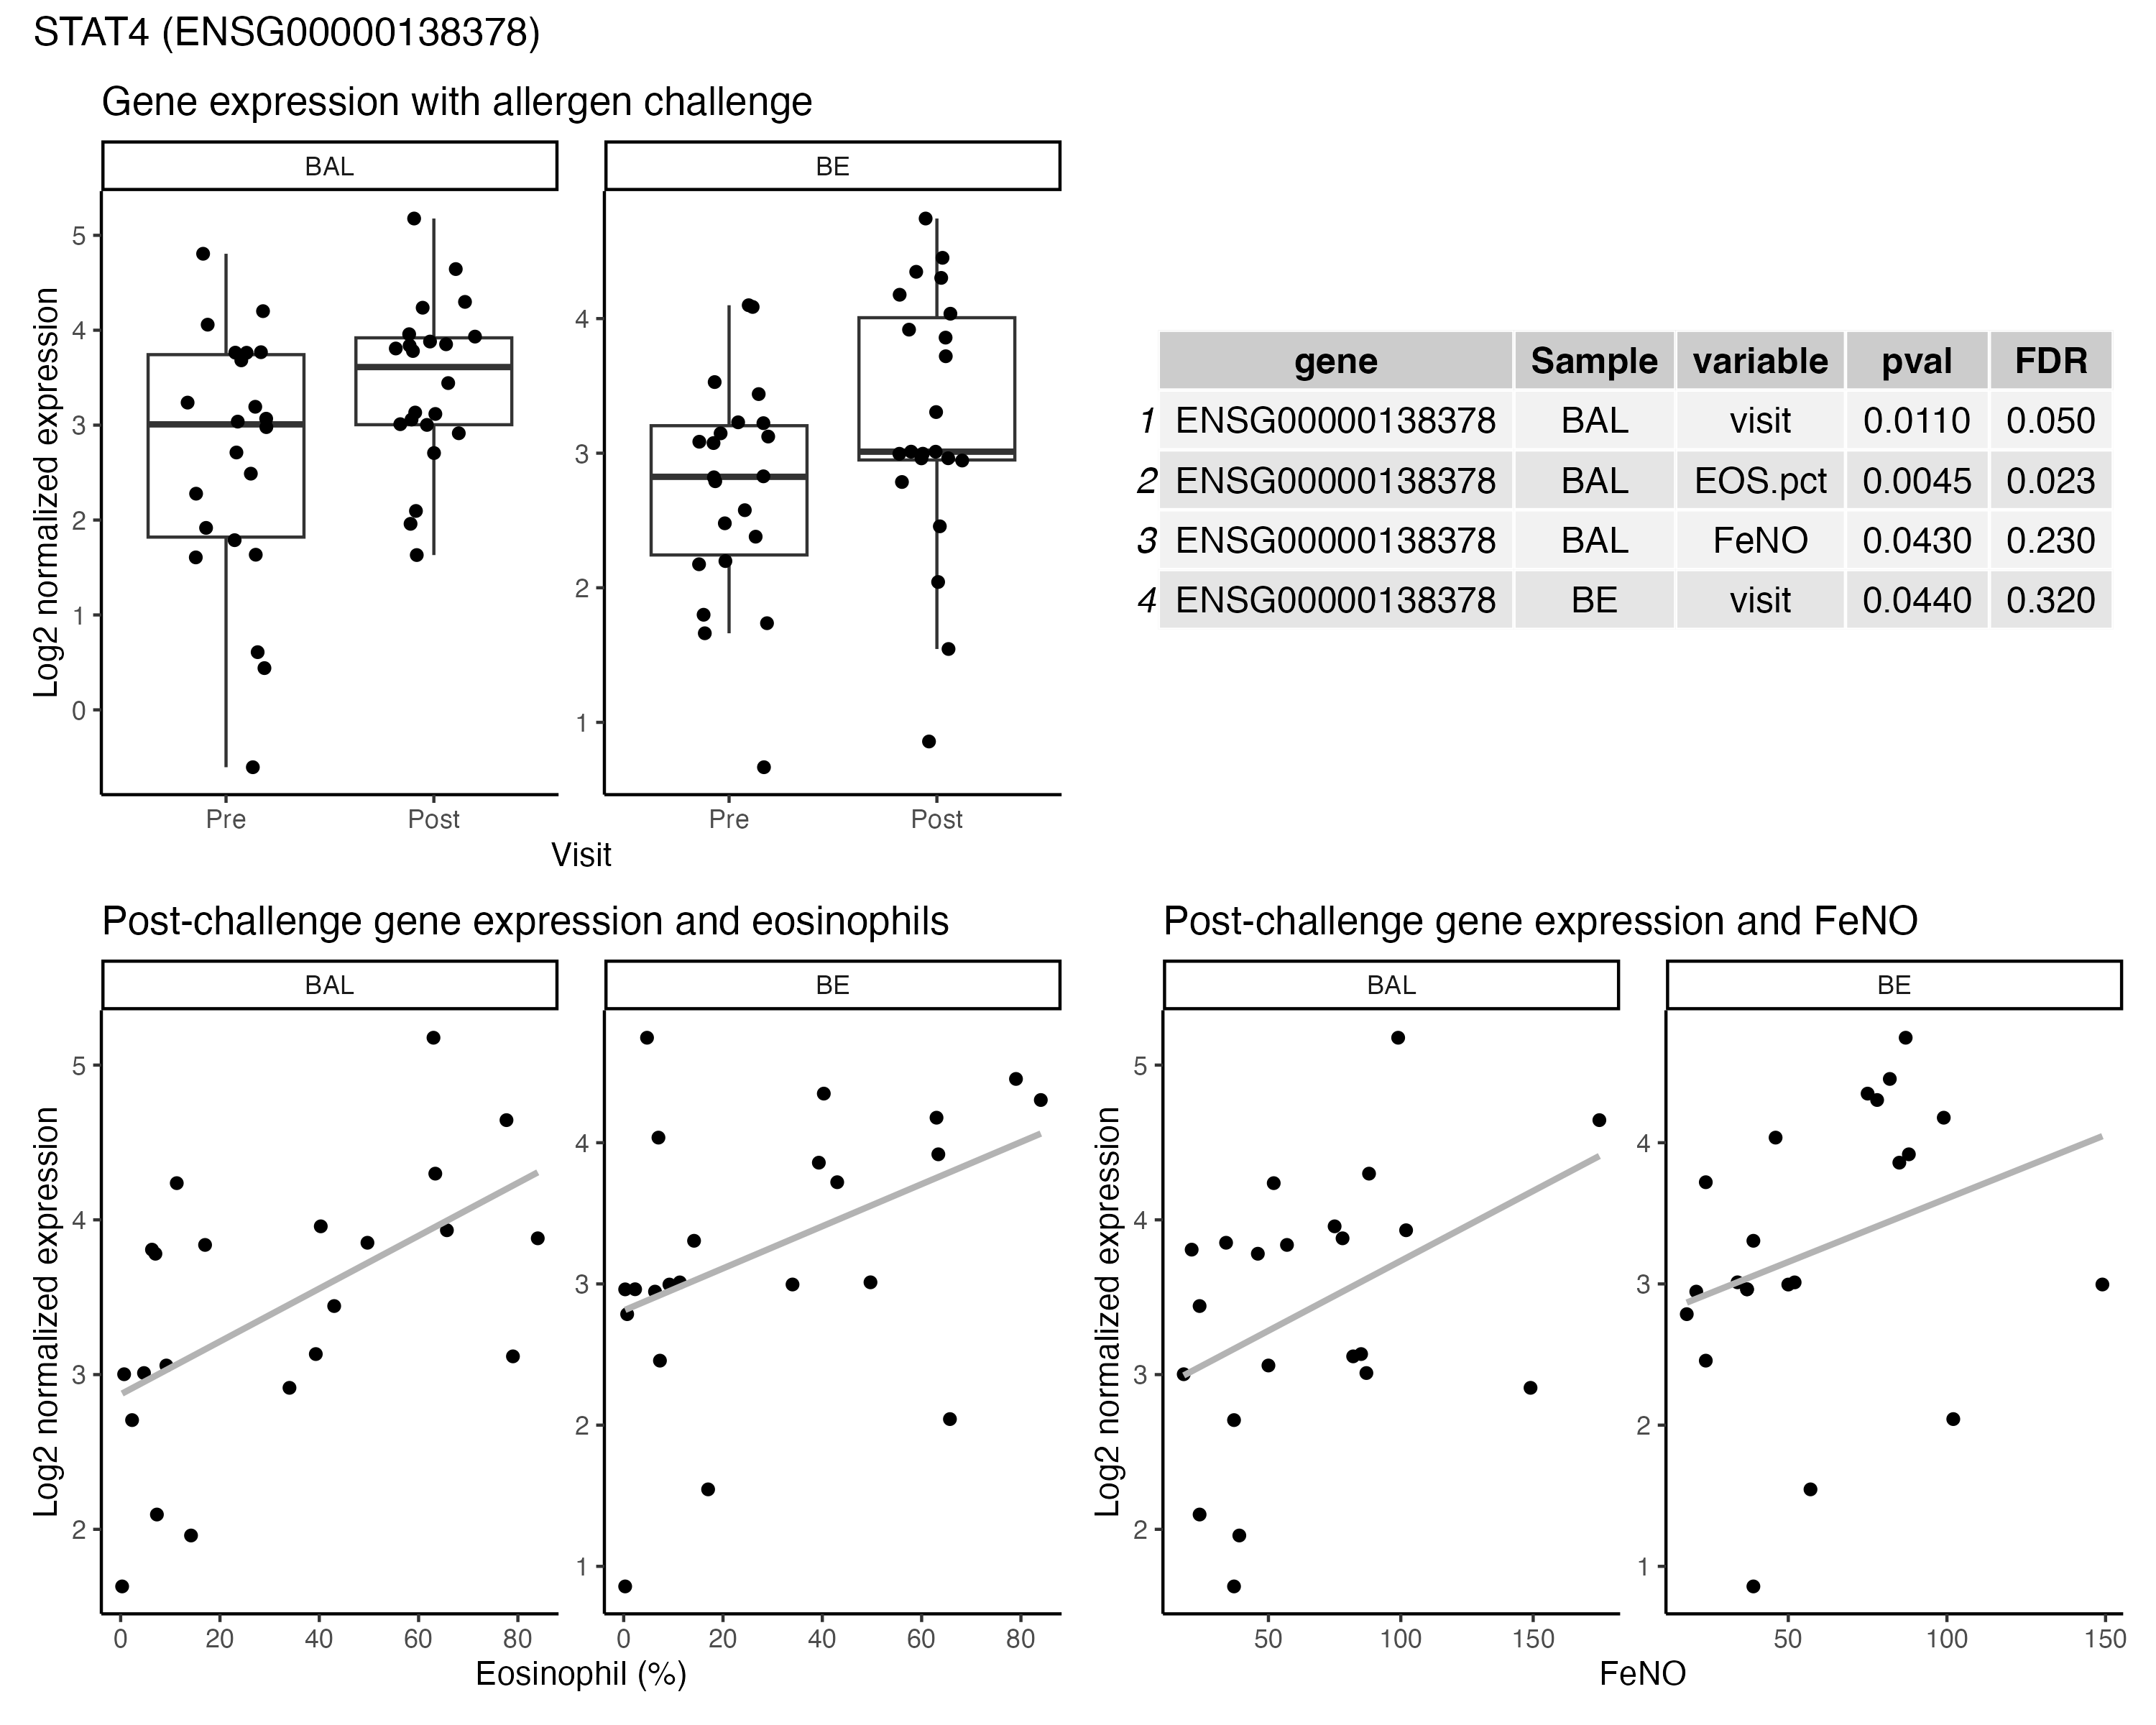 STAT4 (ENSG00000138378)
Gene expression with allergen challenge
BAL
BE
Log2 normalized expression
5
4
3
2
1
0
4
3
2
1
Pre
Post
Pre
Post
Visit
gene Sample variable pval FDR
1 ENSG00000138378 BAL visit 0.0110 0.050
2 ENSG00000138378 BAL EOS.pct 0.0045 0.023
3 ENSG00000138378 BAL FeNO 0.0430 0.230
4 ENSG00000138378 BE visit 0.0440 0.320
Post-challenge gene expression and eosinophils
BAL
BE
Log2 normalized expression
5
4
3
2
4
3
2
1
0 20 40 60 80
0 20 40 60 80
Eosinophil (%)
Post-challenge gene expression and FeNO
BAL
BE
Log2 normalized expression
5
4
3
2
4
3
2
1
50 100 150
50 100 150
FeNO